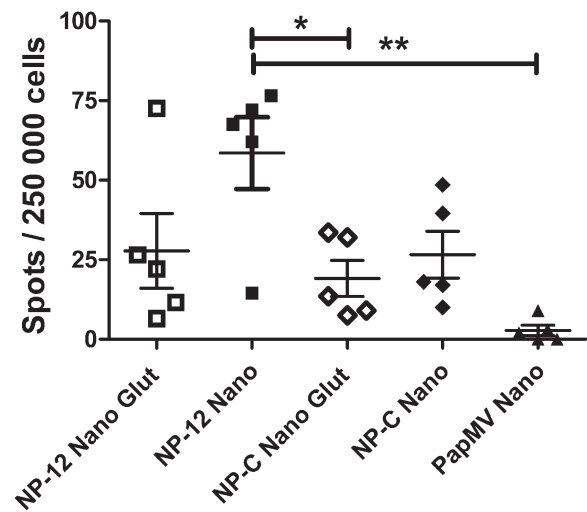 Spots / 250 000 cells
100
75
50
25
0
*
**
NP-12 Nano Glut
NP-12 Nano
NP-C Nano Glut
NP-C Nano
PapMV Nano